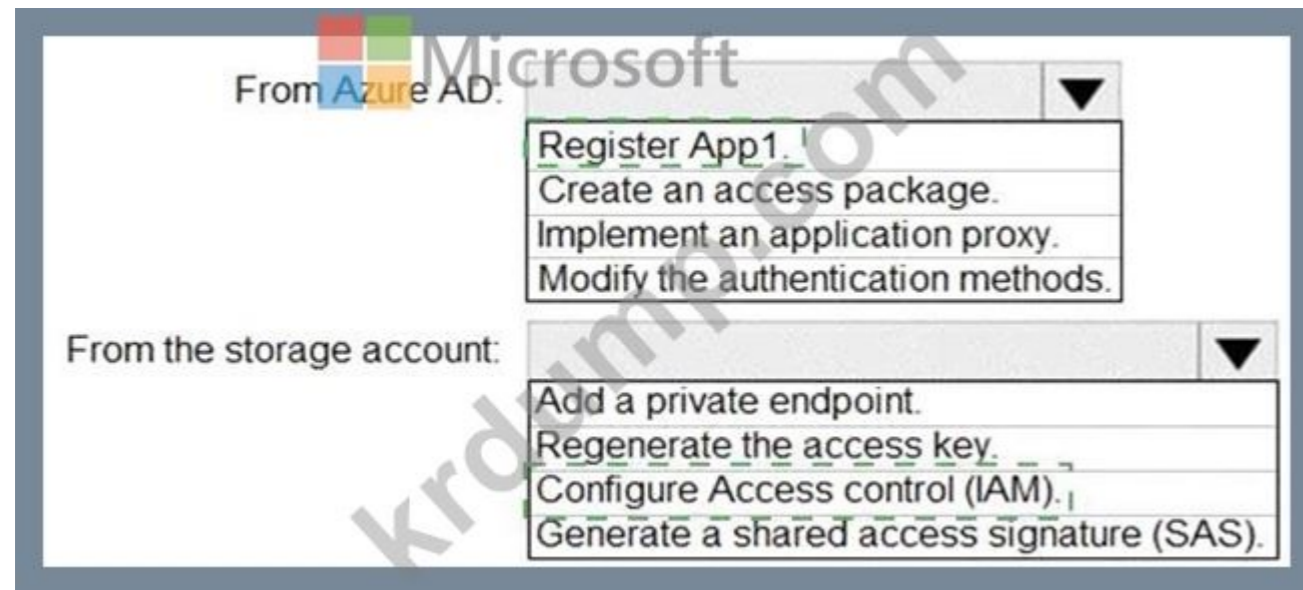 Microsoft
From Azure AD:
Register App1.
Create an access package.
Implement an application proxy.
Modify the authentication methods.
From the storage account:
Add a private endpoint.
Regenerate the access key.
Configure Access control (IAM).
Generate a shared access signature (SAS).
krdump.com